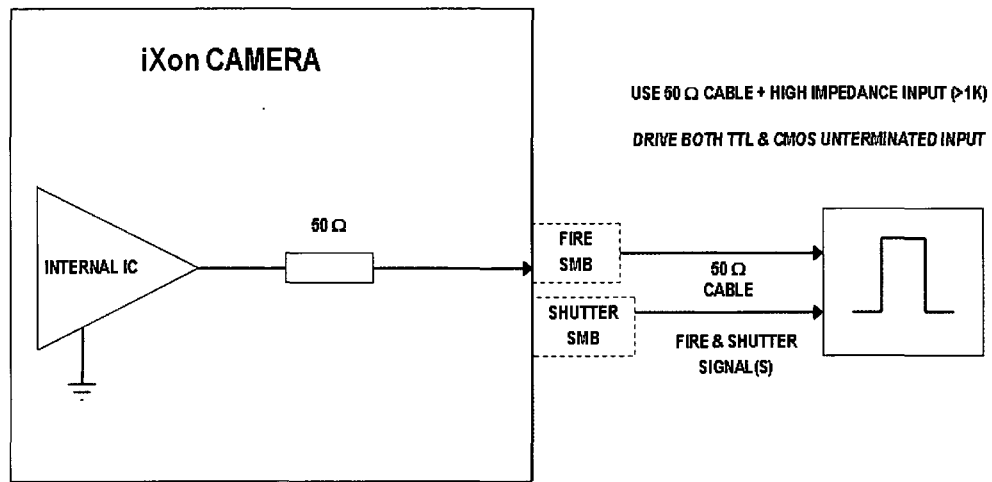 iXon CAMERA
USE 50 Ω CABLE + HIGH IMPEDANCE INPUT (>1K)
DRIVE BOTH TTL & CMOS UNTERMINATED INPUT
50 Ω
INTERNAL IC
FIRE
SMB
50 Ω
CABLE
SHUTTER
SMB
FIRE & SHUTTER
SIGNAL(S)